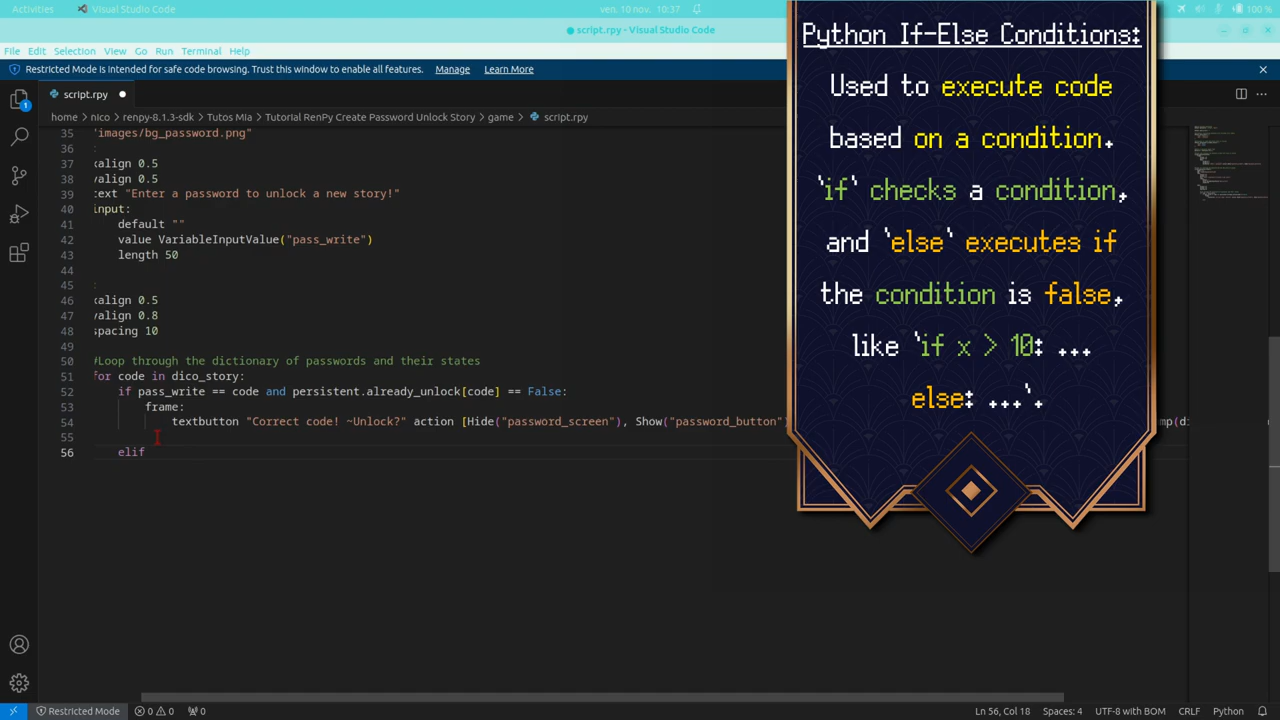 Activities
Visual Studio Code
ven. 10 nov. 10:37
100 %
script.rpy - Visual Studio Code
File Edit Selection View Go Run Terminal Help
Restricted Mode is intended for safe code browsing. Trust this window to enable all features. Manage Learn More
script.rpy
home > nico > renpy-8.1.3-sdk > Tutos Mia > Tutorial RenPy Create Password Unlock Story > game > script.rpy
35 'images/bg_password.png"
36 :
37 xalign 0.5
38 yalign 0.5
39 text "Enter a password to unlock a new story!"
40 input:
41 default ""
42 value VariableInputValue("pass_write")
43 length 50
44
45 :
46 xalign 0.5
47 yalign 0.8
48 spacing 10
49
50 #Loop through the dictionary of passwords and their states
51 for code in dico_story:
52 if pass_write == code and persistent.already_unlock[code] == False:
53 frame:
54 textbutton "Correct code! ~Unlock?" action [Hide("password_screen"), Show("password_button") mp(di
55
56 elif
Python If-Else Conditions:
Used to execute code
based on a condition.
`if` checks a condition,
and `else` executes if
the condition is false,
like `if x > 10: ...
else: ...`.
1
Restricted Mode 0 0 0
Ln 56, Col 18 Spaces: 4 UTF-8 with BOM CRLF Python